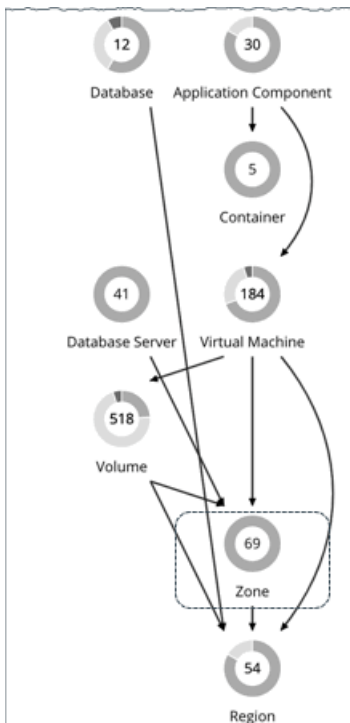 12
30
Database
Application Component
5
Container
41
184
Database Server
Virtual Machine
518
Volume
69
Zone
54
Region